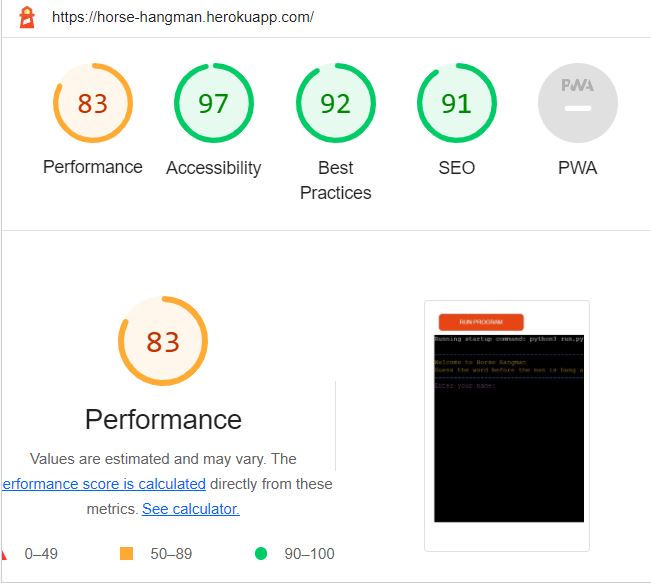 https://horse-hangman.herokuapp.com/
83 97 92 91 PWA
Performance Accessibility Best Practices SEO PWA
83
Performance
Values are estimated and may vary. The
erformance score is calculated directly from these
metrics. See calculator.
0–49 50–89 90–100
RUN PROGRAM
Running startup command: python3 run.py
Welcome to Horse Hangman
Guess the word before the man is hung a
Enter your name: